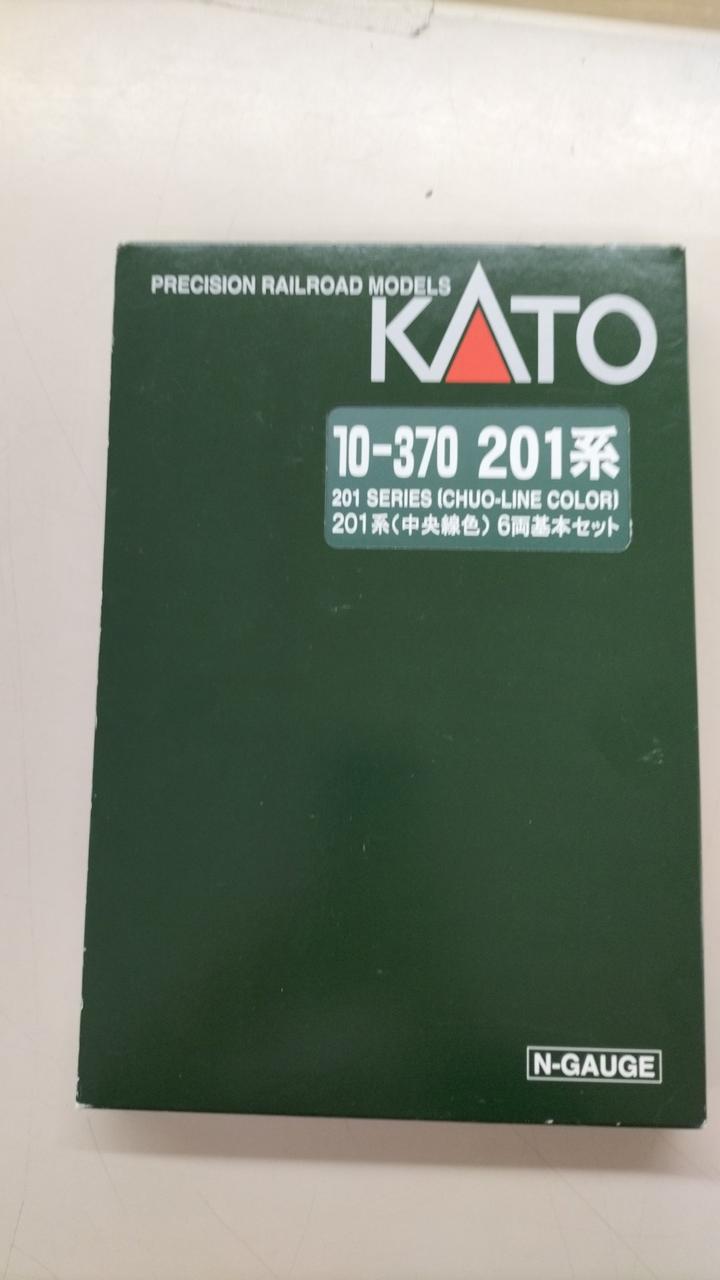 PRECISION RAILROAD MODELS
KATO
10-370 201系
201 SERIES (CHUO-LINE COLOR)
201系(中央線色) 6両基本セット
N-GAUGE